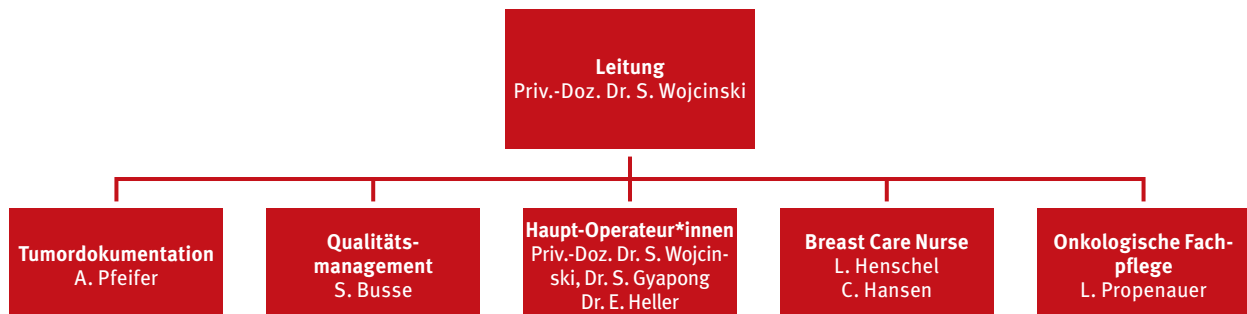 Leitung
Priv.-Doz. Dr. S. Wojcinski
Tumordokumentation
A. Pfeifer
Qualitäts-
management
S. Busse
Haupt-Operateur*innen
Priv.-Doz. Dr. S. Wojcin-
ski, Dr. S. Gyapong
Dr. E. Heller
Breast Care Nurse
L. Henschel
C. Hansen
Onkologische Fach-
pflege
L. Propenauer